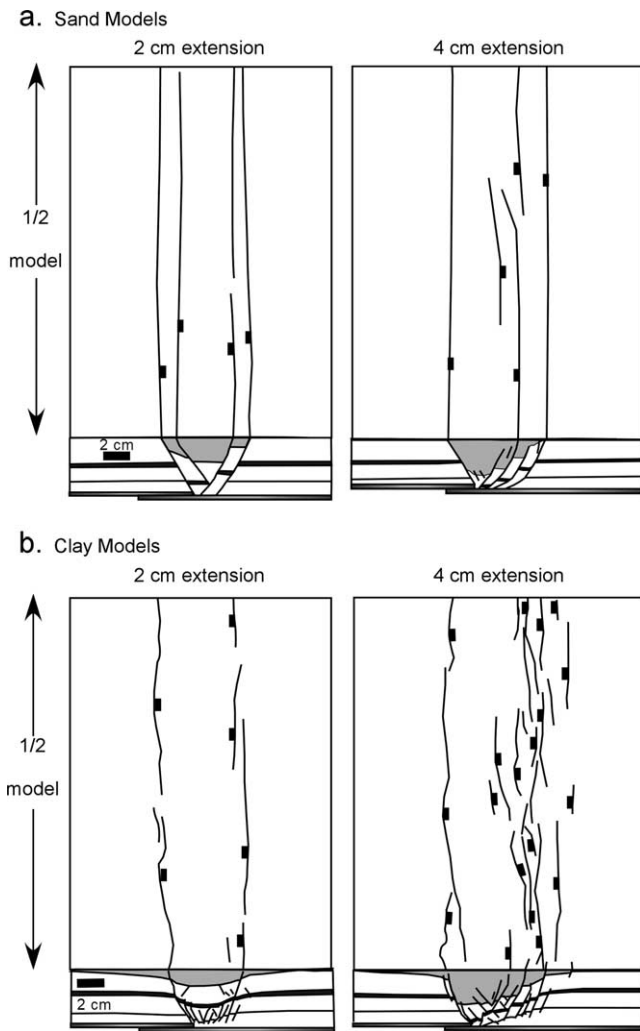 a. Sand Models
2 cm extension
4 cm extension
1/2
model
2 cm
b. Clay Models
2 cm extension
4 cm extension
1/2
model
2 cm